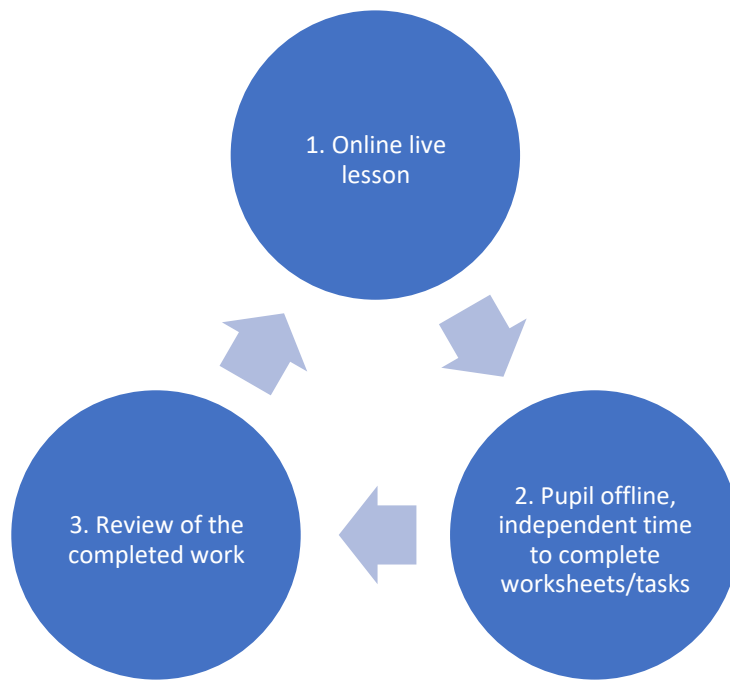 1. Online live
lesson
2. Pupil offline,
independent time
to complete
worksheets/tasks
3. Review of the
completed work